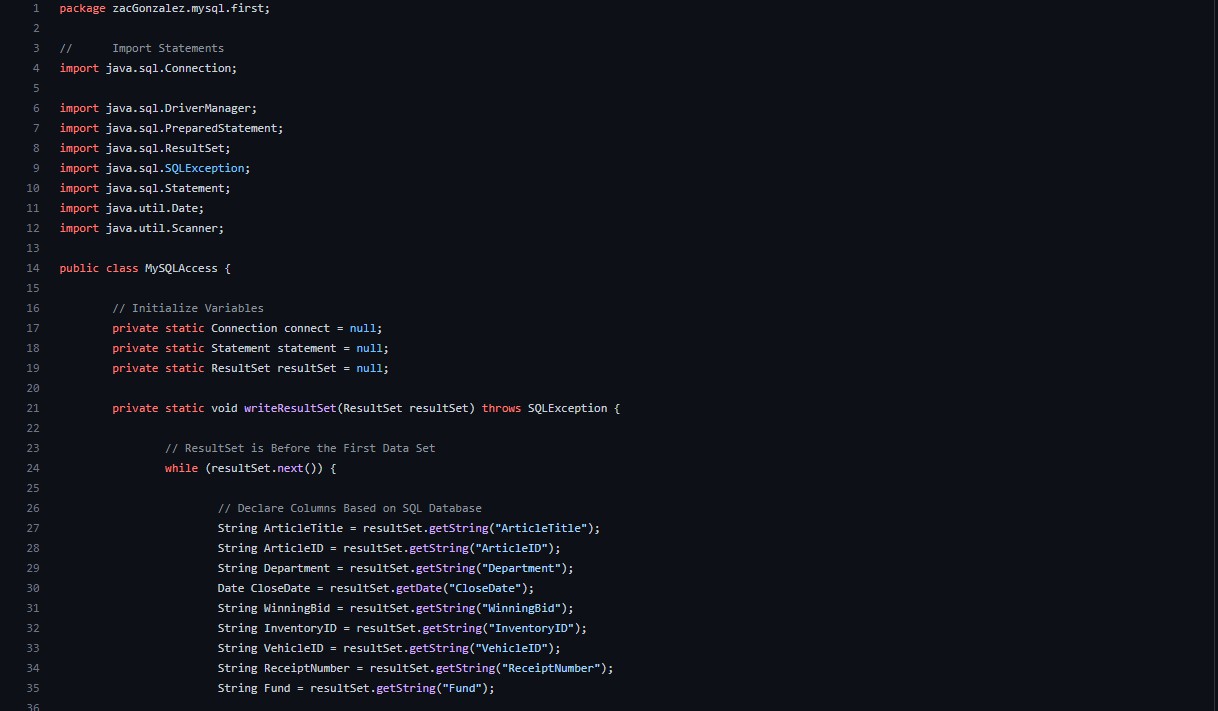 1 package zacGonzalez.mysql.first;
2
3 // Import Statements
4 import java.sql.Connection;
5
6 import java.sql.DriverManager;
7 import java.sql.PreparedStatement;
8 import java.sql.ResultSet;
9 import java.sql.SQLException;
10 import java.sql.Statement;
11 import java.util.Date;
12 import java.util.Scanner;
13
14 public class MySQLAccess {
15
16 // Initialize Variables
17 private static Connection connect = null;
18 private static Statement statement = null;
19 private static ResultSet resultSet = null;
20
21 private static void writeResultSet(ResultSet resultSet) throws SQLException {
22
23 // ResultSet is Before the First Data Set
24 while (resultSet.next()) {
25
26 // Declare Columns Based on SQL Database
27 String ArticleTitle = resultSet.getString("ArticleTitle");
28 String ArticleID = resultSet.getString("ArticleID");
29 String Department = resultSet.getString("Department");
30 Date CloseDate = resultSet.getDate("CloseDate");
31 String WinningBid = resultSet.getString("WinningBid");
32 String InventoryID = resultSet.getString("InventoryID");
33 String VehicleID = resultSet.getString("VehicleID");
34 String ReceiptNumber = resultSet.getString("ReceiptNumber");
35 String Fund = resultSet.getString("Fund");
36